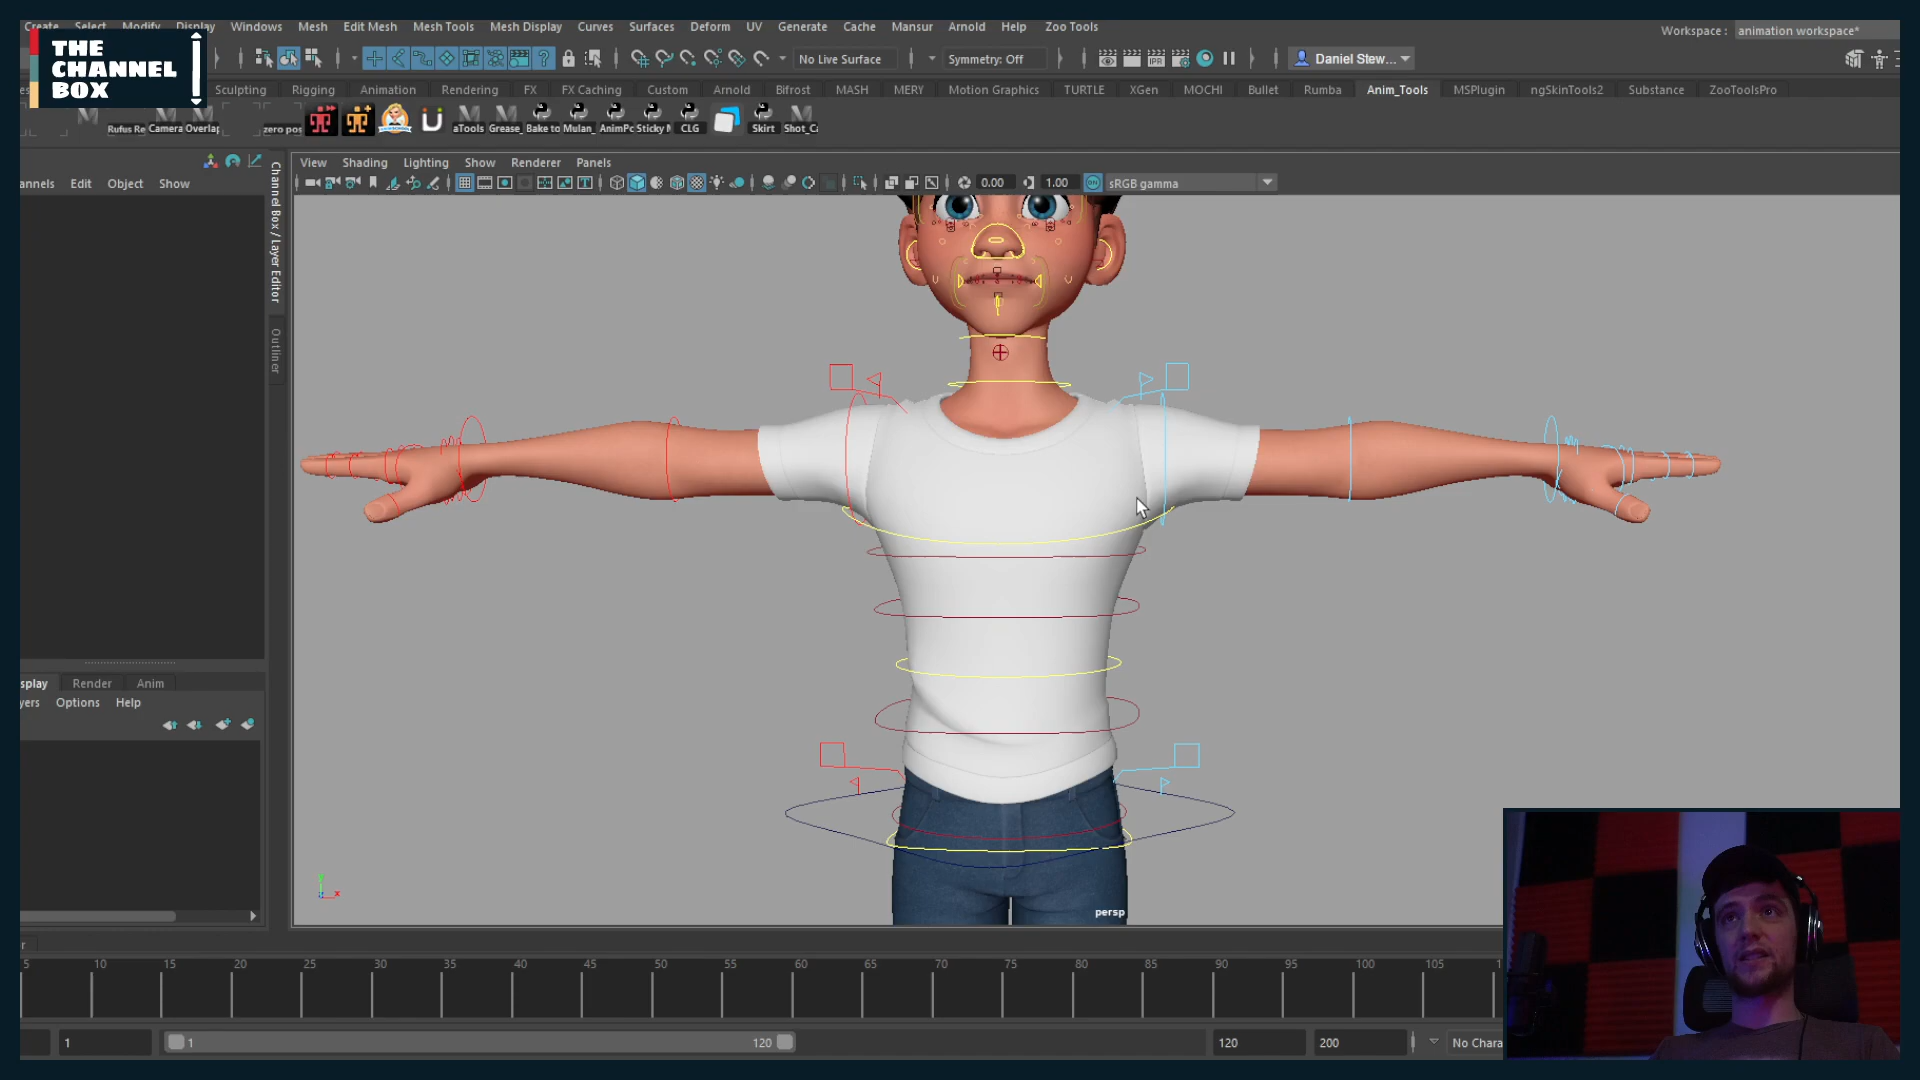 Create Select Modify Display Windows Mesh Edit Mesh Mesh Tools Mesh Display Curves Surfaces Deform UV Generate Cache Mansur Arnold Help Zoo Tools
Workspace : animation workspace*
THE
CHANNEL
BOX
No Live Surface
Symmetry: Off
Daniel Stew...
Sculpting Rigging Animation Rendering FX FX Caching Custom Arnold Bifrost MASH MERY Motion Graphics TURTLE XGen MOCHI Bullet Rumba Anim_Tools MSPlugin ngSkinTools2 Substance ZooToolsPro
Rufus Re Camera Overlap zero pos aTools Grease_ Bake to Mulan_ AnimPo Sticky M CLG Skirt Shot_Ca
View Shading Lighting Show Renderer Panels
annels Edit Object Show
0.00 1.00 ON sRGB gamma
Channel Box / Layer Editor
Outliner
splay Render Anim
yers Options Help
y
x
persp
r
5 10 15 20 25 30 35 40 45 50 55 60 65 70 75 80 85 90 95 100 105 1
1 1 120 120 200 No Chara